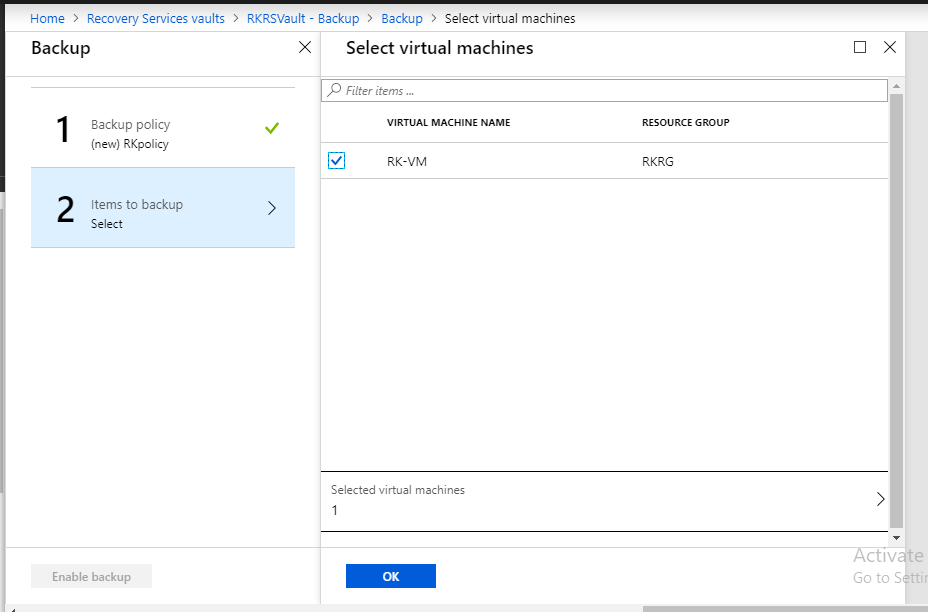 Home > Recovery Services vaults > RKRSVault - Backup > Backup > Select virtual machines
Backup
Select virtual machines
1
Backup policy
(new) RKpolicy
2
Items to backup
Select
Enable backup
Filter items ...
VIRTUAL MACHINE NAME RESOURCE GROUP
RK-VM RKRG
Selected virtual machines
1
OK
Activate
Go to